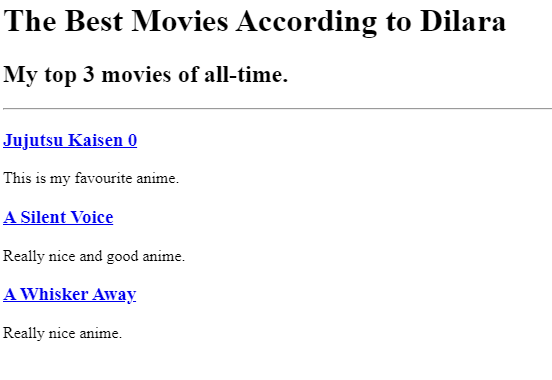 The Best Movies According to Dilara
My top 3 movies of all-time.
Jujutsu Kaisen 0
This is my favourite anime.
A Silent Voice
Really nice and good anime.
A Whisker Away
Really nice anime.